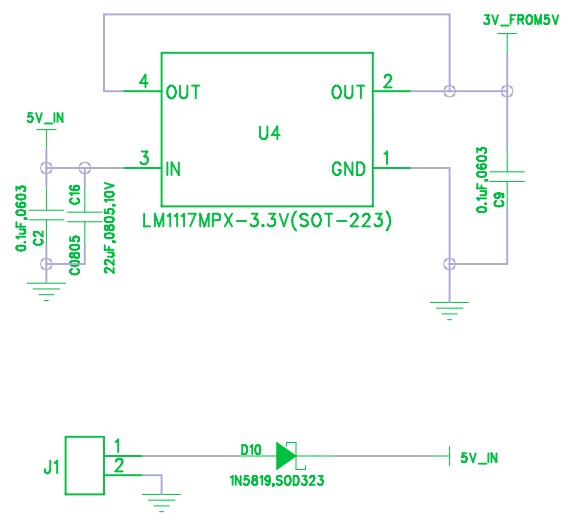 3V_FROM5V
4
OUT
OUT
2
5V_IN
U4
3
IN
GND
1
0.1uF,0603
C2
C16
C0805
22uF,0805,10V
0.1uF,0603
C9
LM1117MPX-3.3V(SOT-223)
J1
1
2
D10
1N5819,SOD323
5V_IN